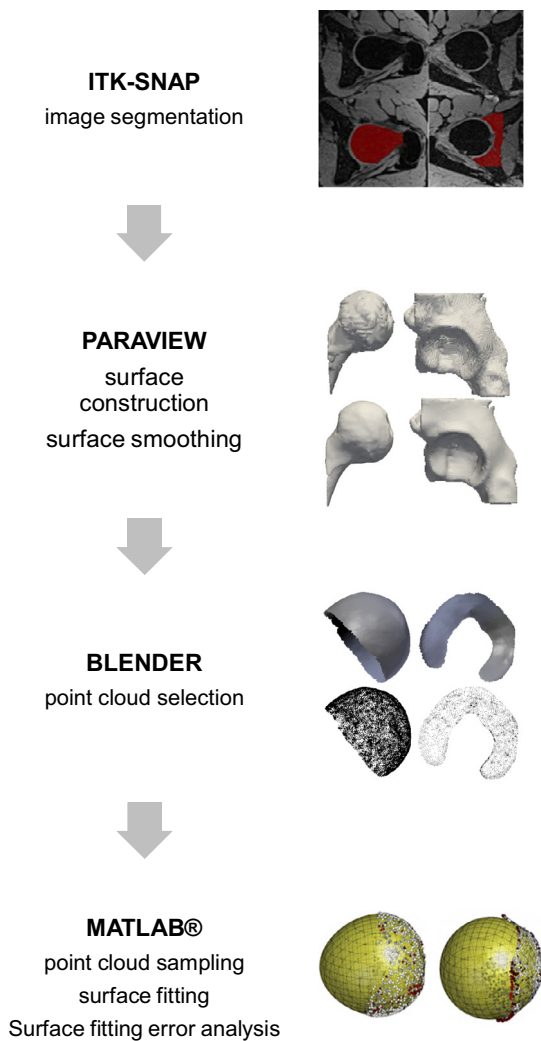 ITK-SNAP
image segmentation
PARAVIEW
surface
construction
surface smoothing
BLENDER
point cloud selection
MATLAB®
point cloud sampling
surface fitting
Surface fitting error analysis